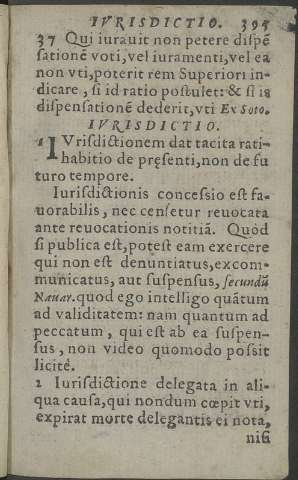 IVRISDICTIO. 395
37 Qui iurauit non petere dispẽ
sationẽ voti, vel iuramenti, vel ea
non vti, poterit rem Superiori in-
dicare, si id ratio postulet: & si is
dispensationẽ dederit, vti Ex Soto.
IVRISDICTIO.
1 IVrisdictionem dat tacita rati-
habitio de pręsenti, non de fu
turo tempore.
Iurisdictionis concessio est fa-
uorabilis, nec censetur reuocata
ante reuocationis notitiã. Quòd
si publica est, potest eam exercere
qui non est denuntiatus, excom-
municatus, aut suspensus, secundũ
Nauar. quod ego intelligo quãtum
ad validitatem: nam quantum ad
peccatum, qui est ab ea suspen-
sus, non video quomodo possit
licitè.
2 Iurisdictione delegata in ali-
qua causa, qui nondum cœpit vti,
expirat morte delegantis ei nota,
nisi